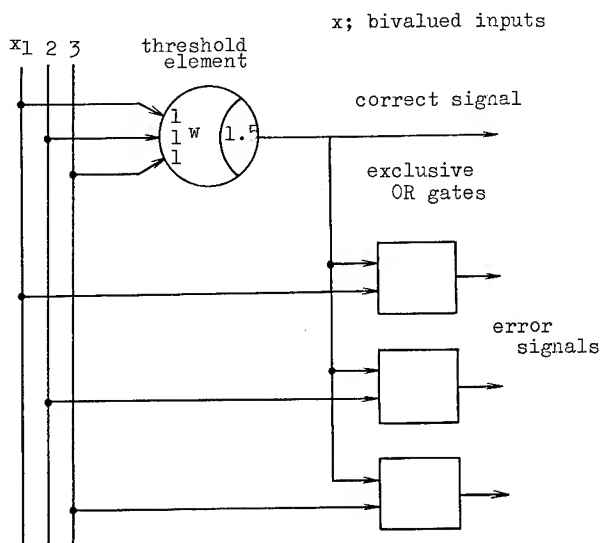 x; bivalued inputs
threshold
element
x1 2 3
correct signal
1
1 w 1.5
1
exclusive
OR gates
error
signals